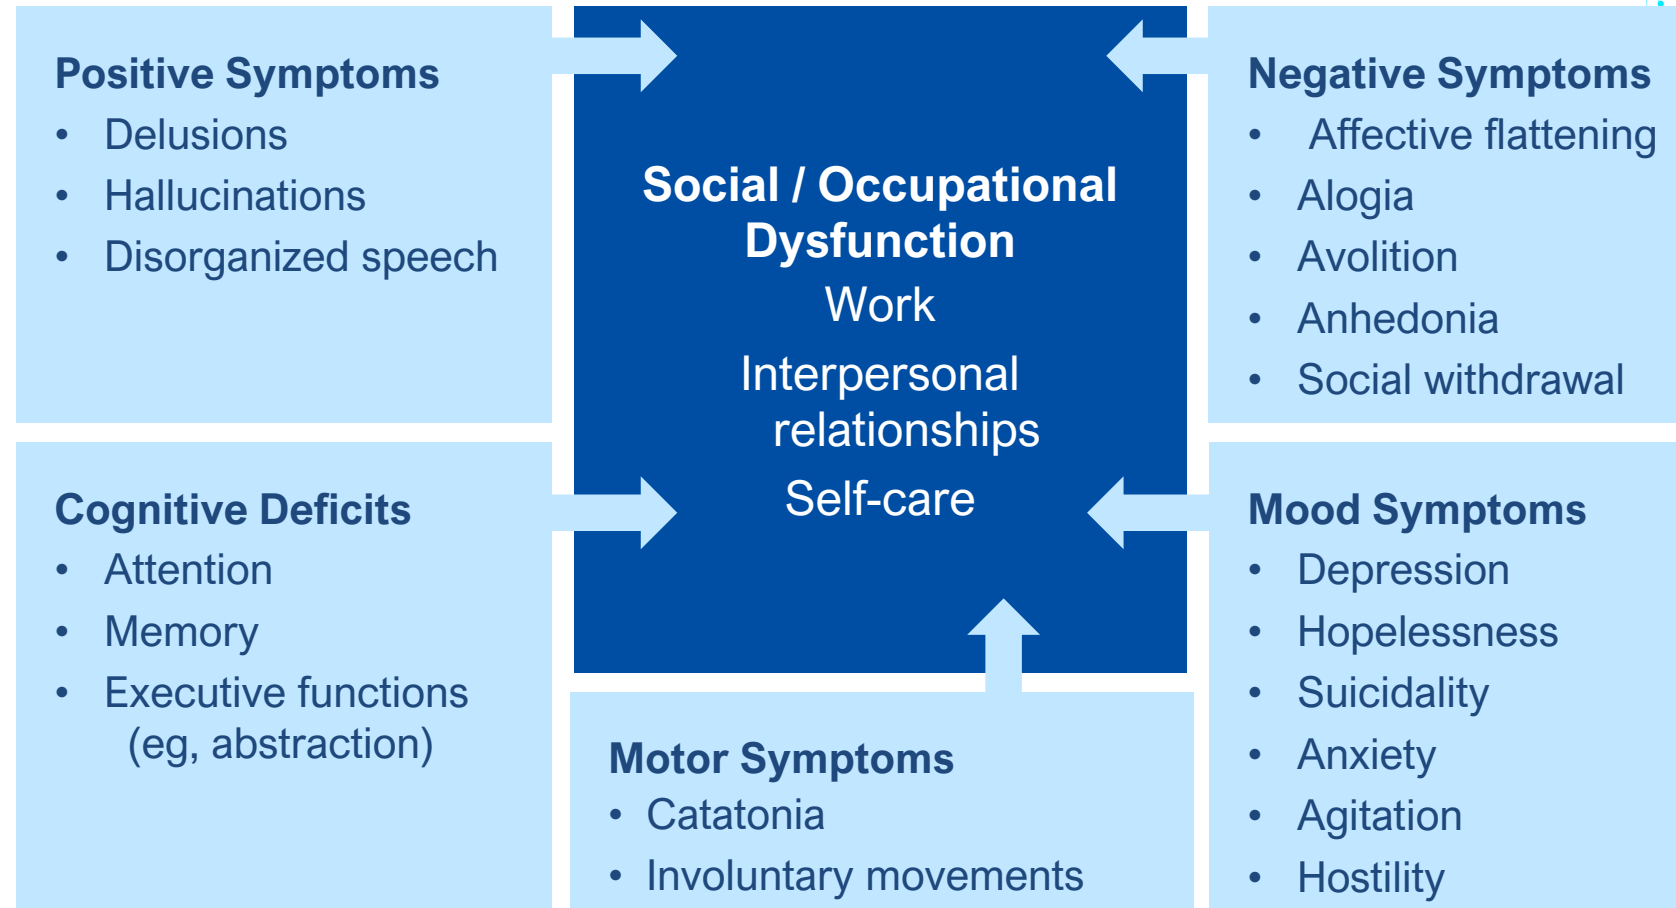 Positive Symptoms
• Delusions
• Hallucinations
• Disorganized speech
Social / Occupational
Dysfunction
Work
Interpersonal
relationships
Self-care
Negative Symptoms
• Affective flattening
• Alogia
• Avolition
• Anhedonia
• Social withdrawal
Cognitive Deficits
• Attention
• Memory
• Executive functions
(eg, abstraction)
Motor Symptoms
• Catatonia
• Involuntary movements
Mood Symptoms
• Depression
• Hopelessness
• Suicidality
• Anxiety
• Agitation
• Hostility